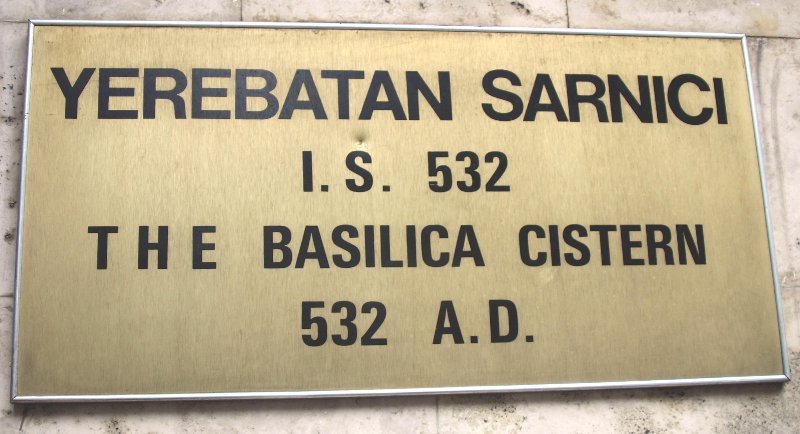 YEREBATAN SARNICI
I.S. 532
THE BASILICA CISTERN
532 A.D.